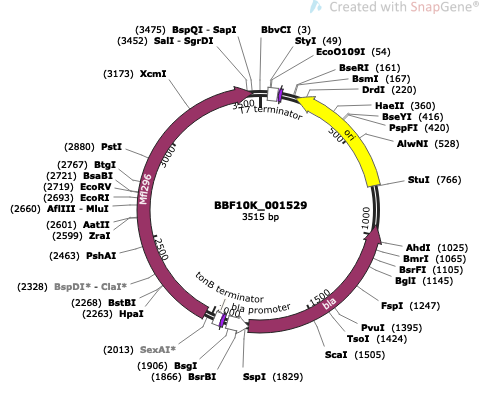 Created with SnapGene®
(3475) BspQI - SapI
BbvCI (3)
(3452) SalI - SgrDI
StyI (49)
EcoO109I (54)
(3173) XcmI
BseRI (161)
BsmI (167)
DrdI (220)
HaeII (360)
BseYI (416)
PspFI (420)
AlwNI (528)
3500
T7 terminator
ori
500
(2880) PstI
3000
(2767) BtgI
(2721) BsaBI
(2719) EcoRV
(2693) EcoRI
(2660) AflIII - MluI
(2601) AatII
(2599) ZraI
(2463) PshAI
Mfl296
StuI (766)
BBF10K_001529
3515 bp
1000
2500
AhdI (1025)
BmrI (1065)
BsrFI (1105)
BglI (1145)
(2328) BspDI* - ClaI*
(2268) BstBI
(2263) HpaI
tonB terminator
bla promoter
1500
bla
FspI (1247)
PvuI (1395)
TsoI (1424)
ScaI (1505)
(2013) SexAI*
(1906) BsgI
(1866) BsrBI
SspI (1829)